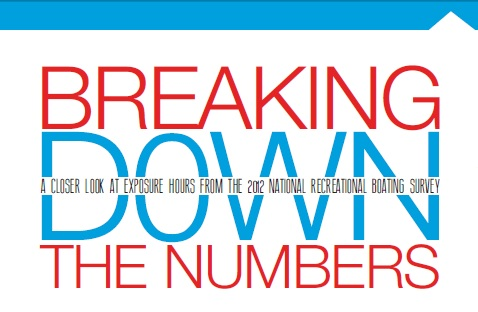 BREAKING
DOWN
A CLOSER LOOK AT EXPOSURE HOURS FROM THE 2012 NATIONAL RECREATIONAL BOATING SURVEY
THE NUMBERS